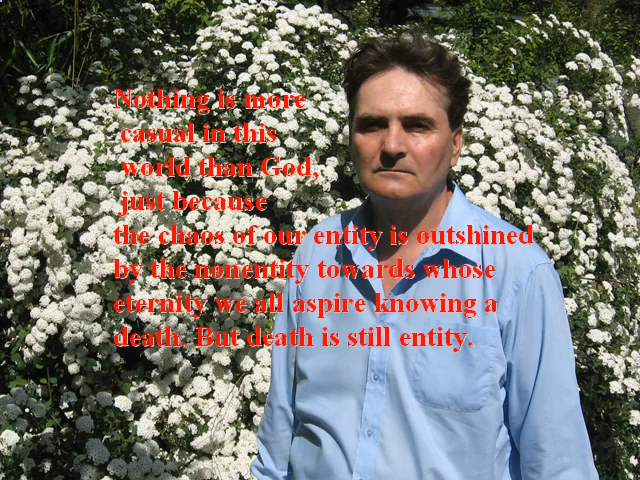 Nothing is more
casual in this
world than God,
just because
the chaos of our entity is outshined
by the nonentity towards whose
eternity we all aspire knowing a
death. But death is still entity.